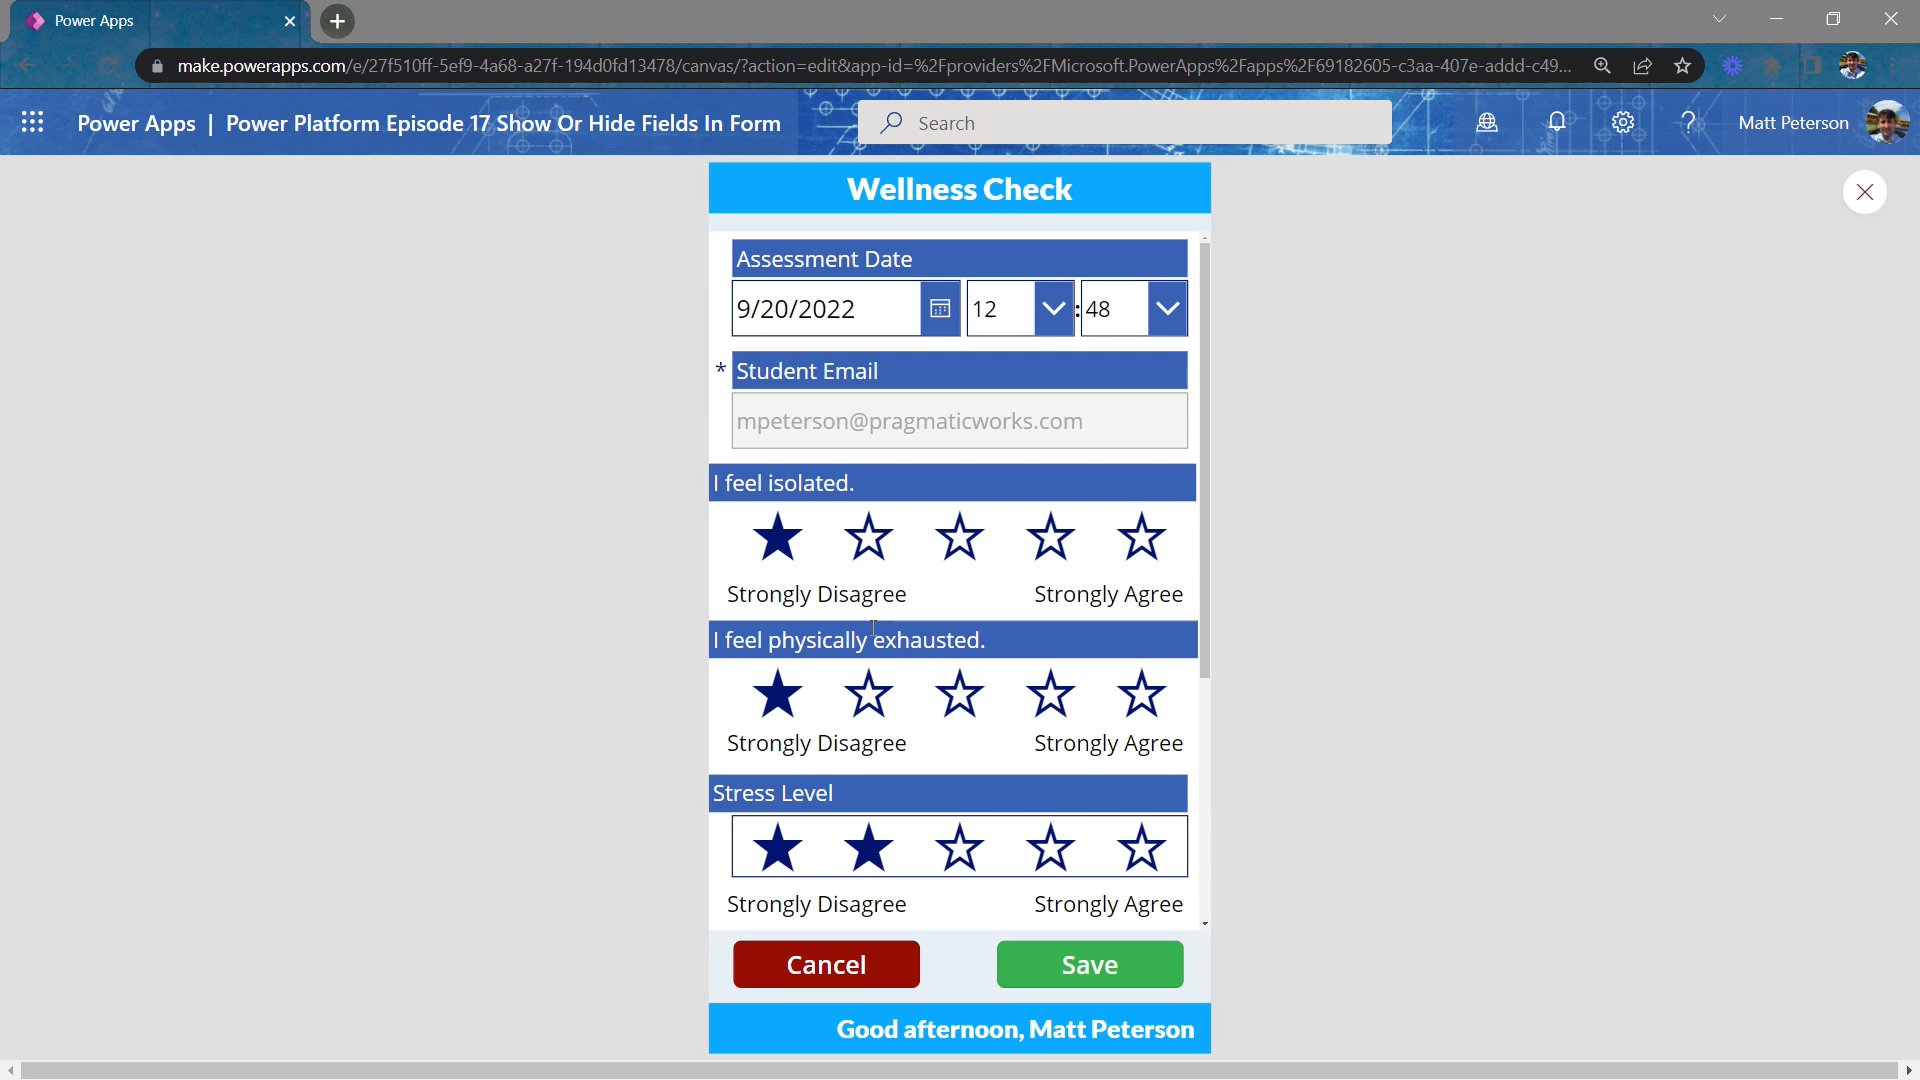 Power Apps
make.powerapps.com/e/27f510ff-5ef9-4a68-a27f-194d0fd13478/canvas/?action=edit&app-id=%2Fproviders%2FMicrosoft.PowerApps%2Fapps%2F69182605-c3aa-407e-addd-c49...
Power Apps | Power Platform Episode 17 Show Or Hide Fields In Form
Search
Matt Peterson
Wellness Check
Assessment Date
9/20/2022 12 : 48
* Student Email
mpeterson@pragmaticworks.com
I feel isolated.
Strongly Disagree Strongly Agree
I feel physically exhausted.
Strongly Disagree Strongly Agree
Stress Level
Strongly Disagree Strongly Agree
Cancel Save
Good afternoon, Matt Peterson